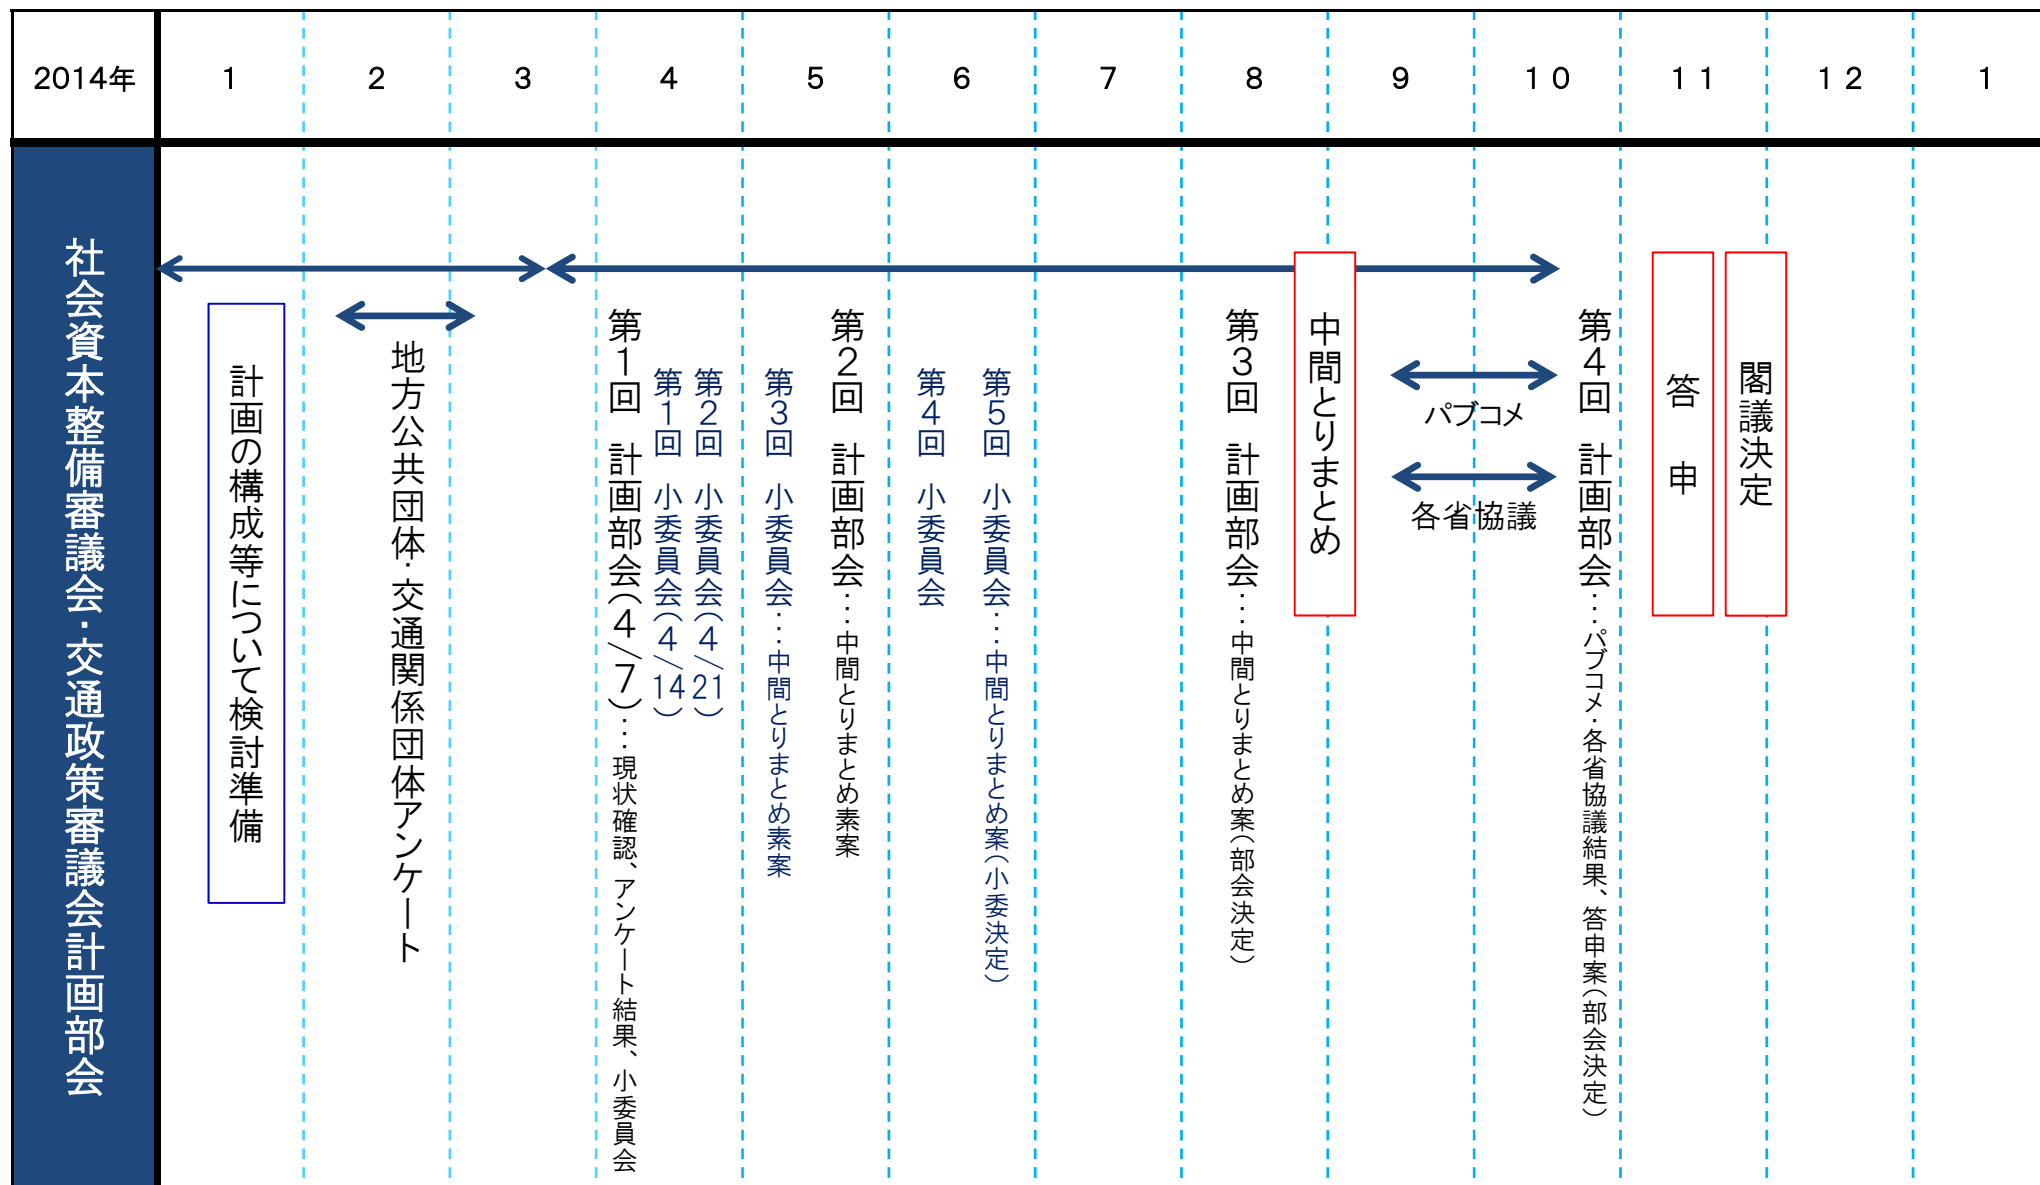 2014年
1
2
3
4
5
6
7
8
9
10
11
12
1
社会資本整備審議会・交通政策審議会計画部会
計画の構成等について検討準備
地方公共団体・交通関係団体アンケート
第1回 計画部会(4/7)…現状確認、アンケート結果、小委員会
第1回 小委員会(4/14)
第2回 小委員会(4/21)
第3回 小委員会…中間とりまとめ素案
第2回 計画部会…中間とりまとめ素案
第4回 小委員会
第5回 小委員会…中間とりまとめ案(小委決定)
第3回 計画部会…中間とりまとめ案(部会決定)
中間とりまとめ
パブコメ
各省協議
第4回 計画部会…パブコメ・各省協議結果、答申案(部会決定)
答 申
閣議決定